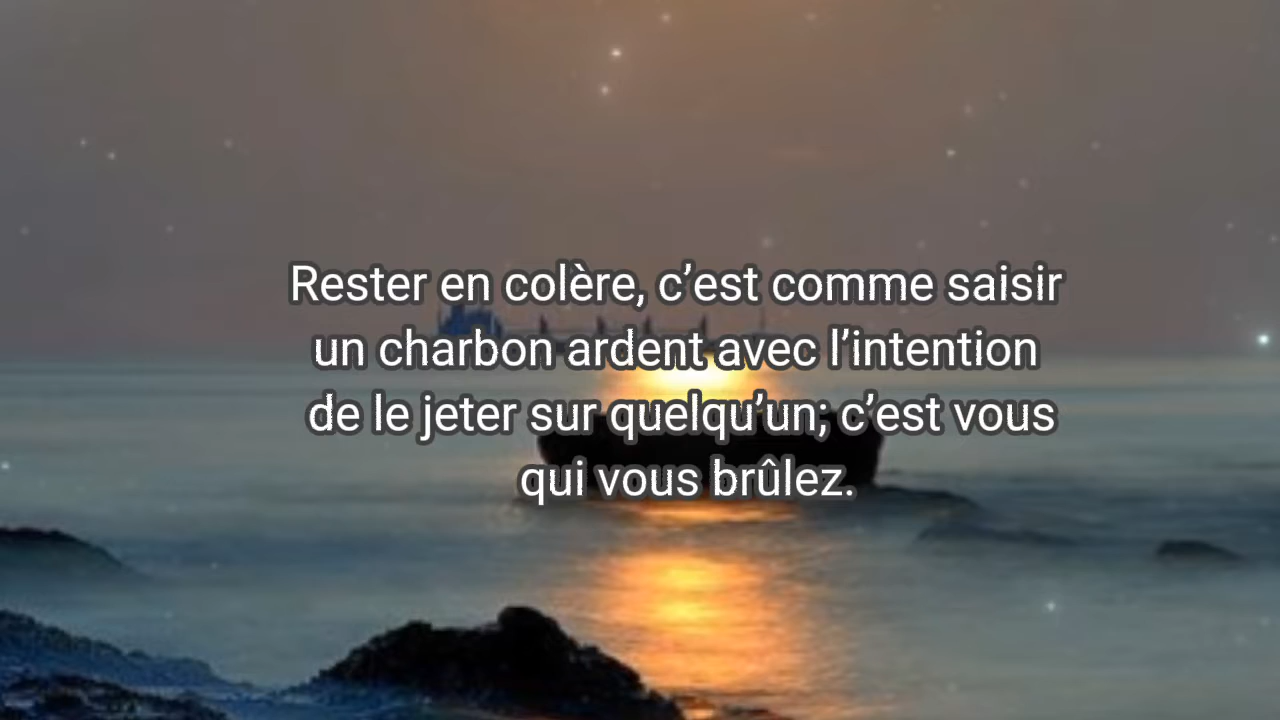 Rester en colère, c’est comme saisir
un charbon ardent avec l’intention
de le jeter sur quelqu’un; c’est vous
qui vous brûlez.